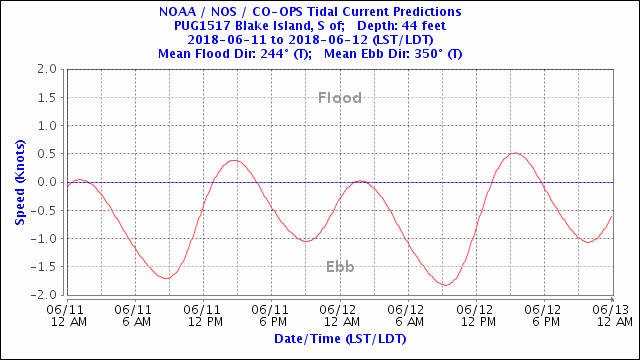 NOAA / NOS / CO-OPS Tidal Current Predictions
PUG1517 Blake Island, S of;   Depth: 44 feet
2018-06-11 to 2018-06-12 (LST/LDT)
Mean Flood Dir: 244° (T);   Mean Ebb Dir: 350° (T)
Speed (Knots)
2.0
1.5
1.0
0.5
0.0
−0.5
−1.0
−1.5
−2.0
Flood
Ebb
06/11 06/11 06/11 06/11 06/12 06/12 06/12 06/12 06/13
12 AM 6 AM 12 PM 6 PM 12 AM 6 AM 12 PM 6 PM 12 AM
Date/Time (LST/LDT)